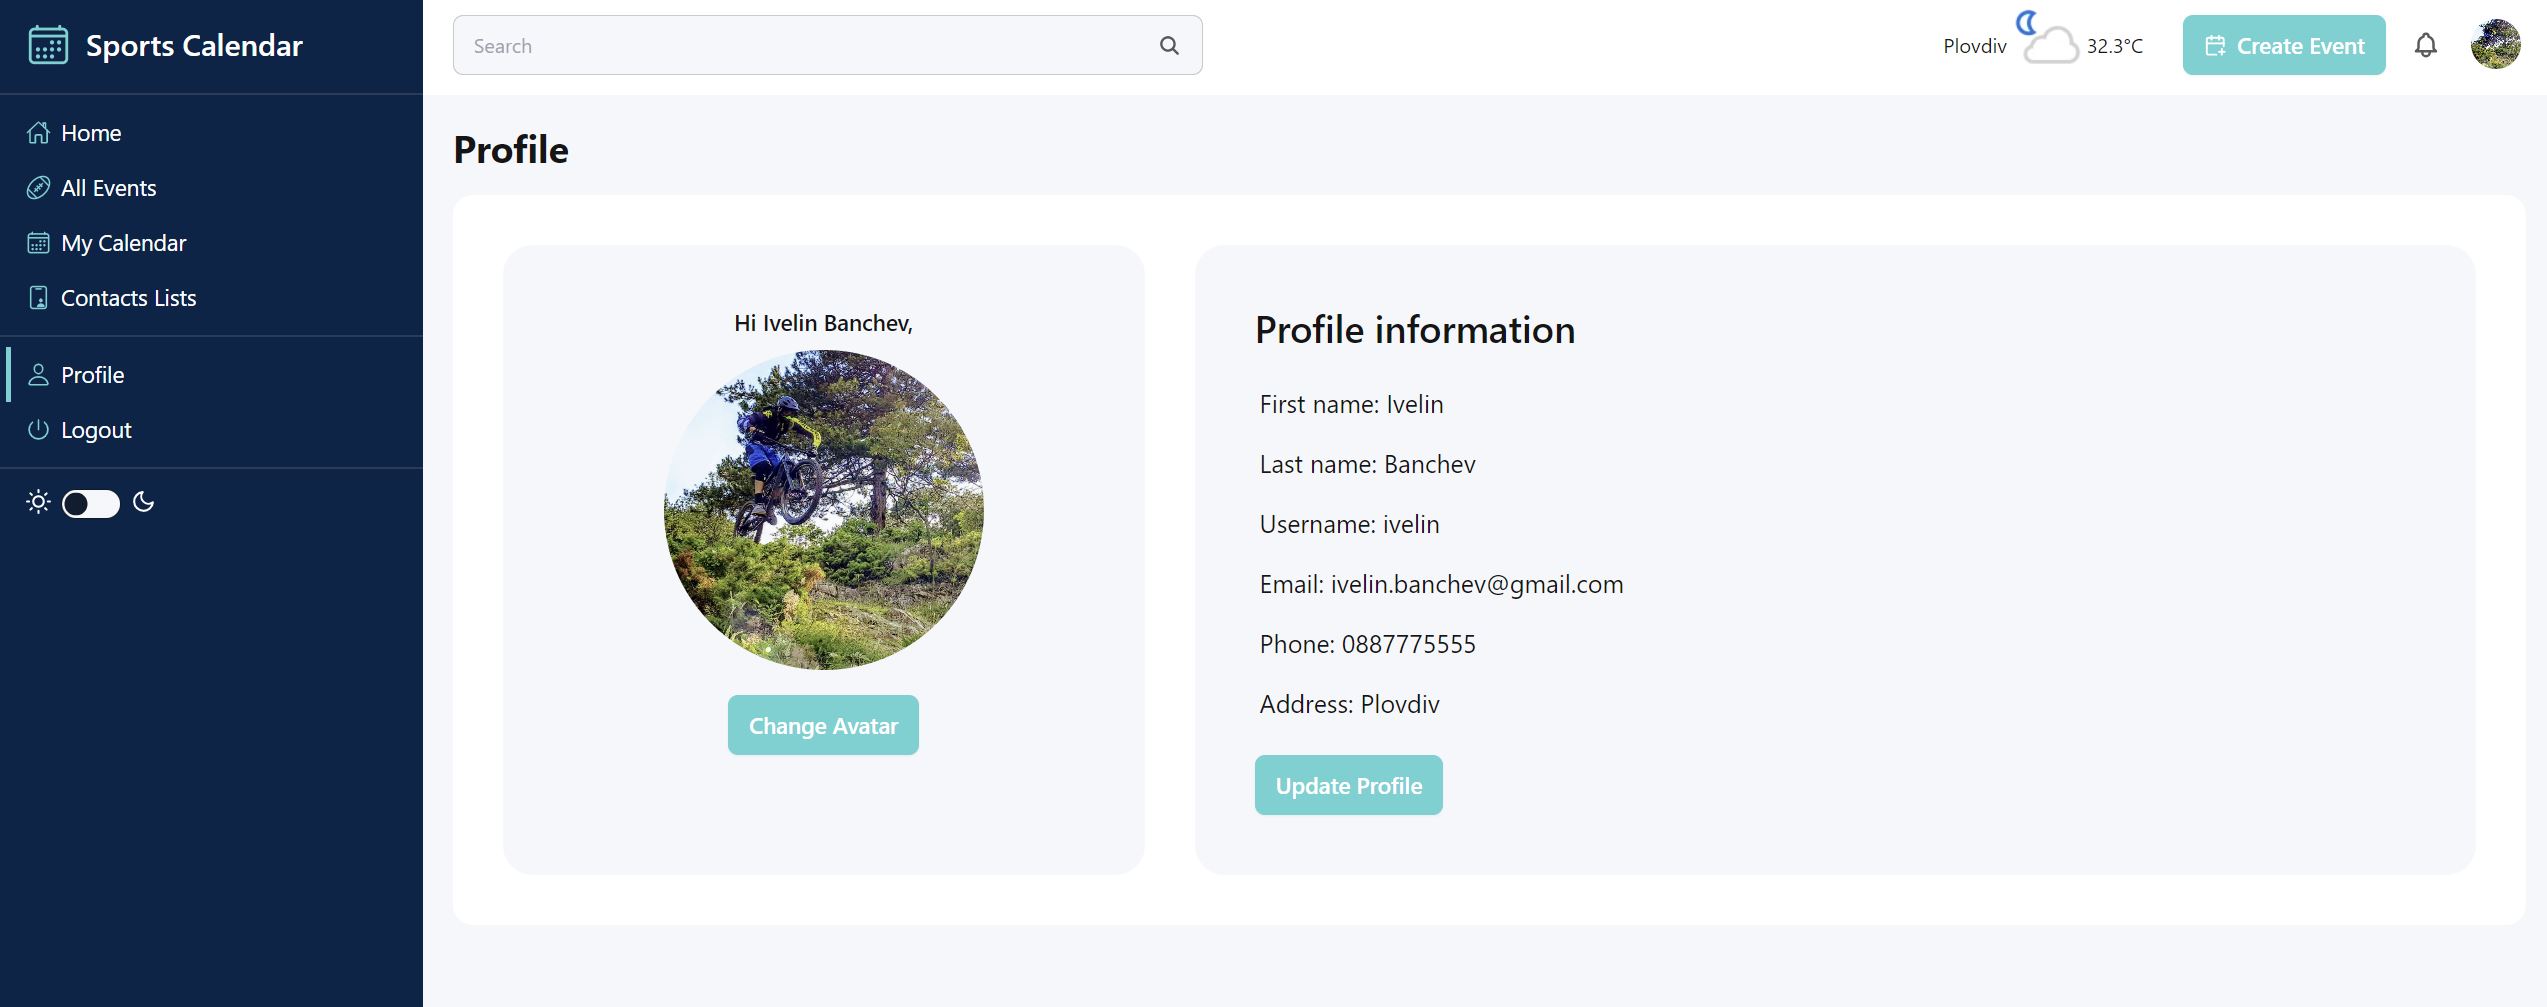 Sports Calendar
Search
Plovdiv 32.3°C
Create Event
Home
All Events
My Calendar
Contacts Lists
Profile
Logout
Profile
Hi Ivelin Banchev,
Change Avatar
Profile information
First name: Ivelin
Last name: Banchev
Username: ivelin
Email: ivelin.banchev@gmail.com
Phone: 0887775555
Address: Plovdiv
Update Profile